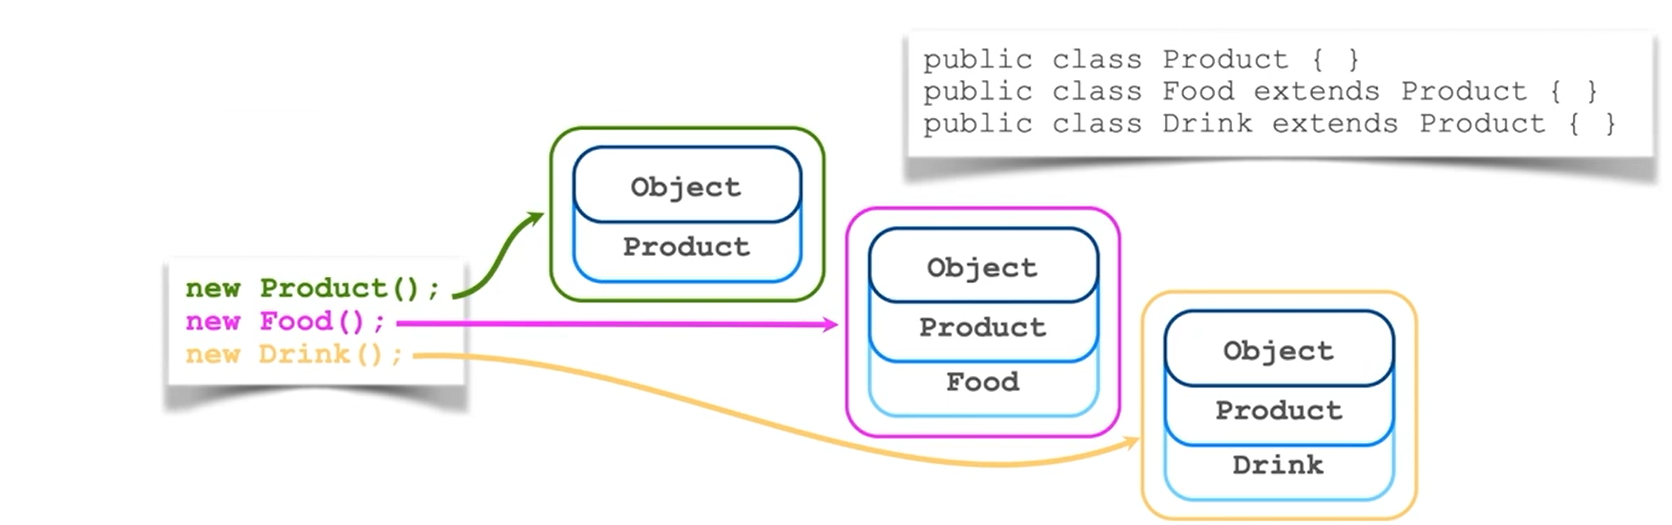 public class Product { }
public class Food extends Product { }
public class Drink extends Product { }
Object
Product
new Product();
new Food();
new Drink();
Object
Product
Food
Object
Product
Drink